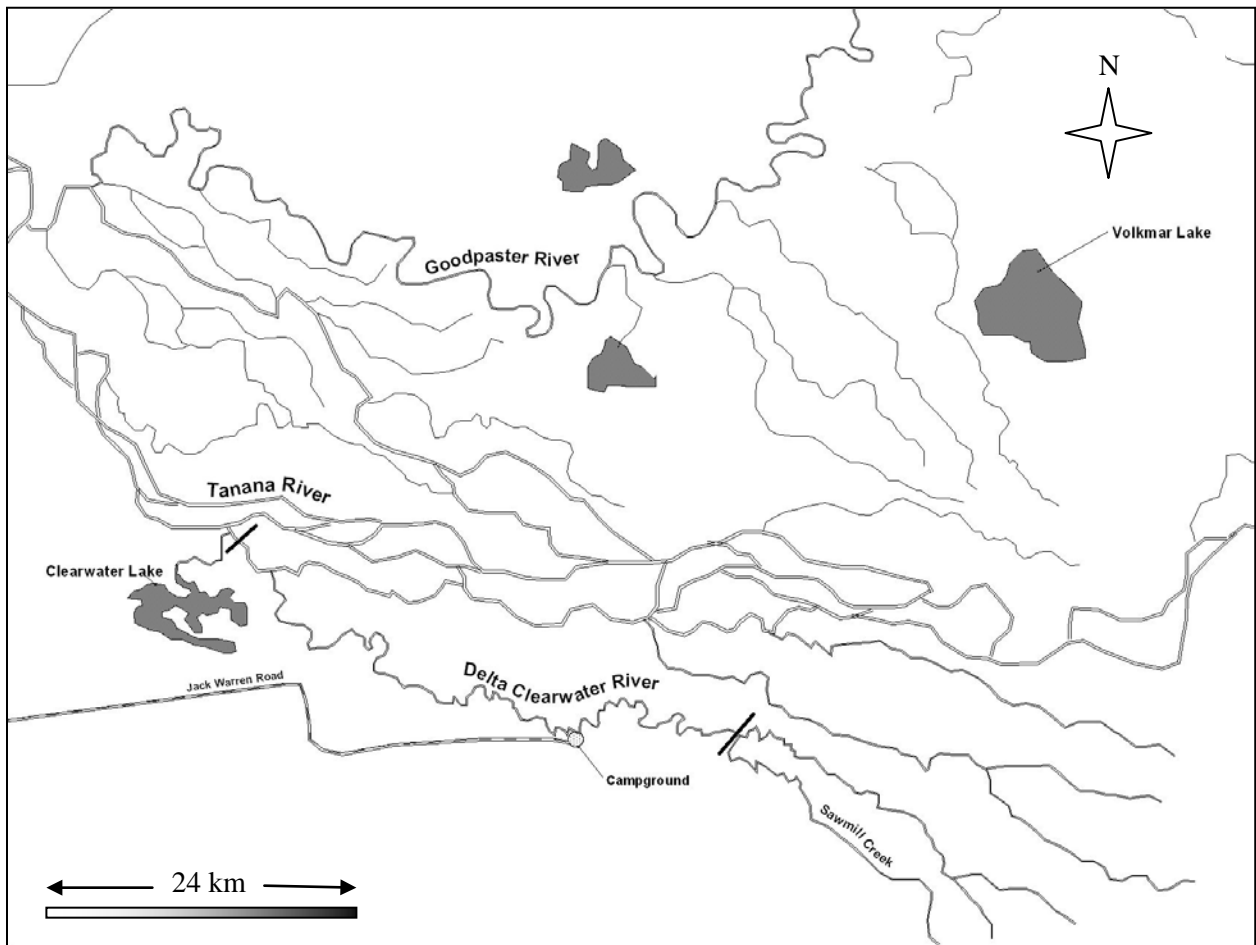 N
Volkmar Lake
Goodpaster River
Tanana River
Clearwater Lake
Jack Warren Road
Delta Clearwater River
Campground
Sawmill Creek
24 km